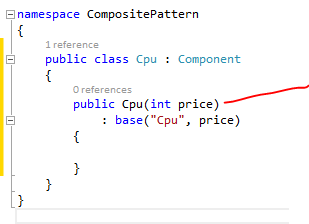 namespace CompositePattern
{
1 reference
public class Cpu : Component
{
0 references
public Cpu(int price)
: base("Cpu", price)
{
}
}
}